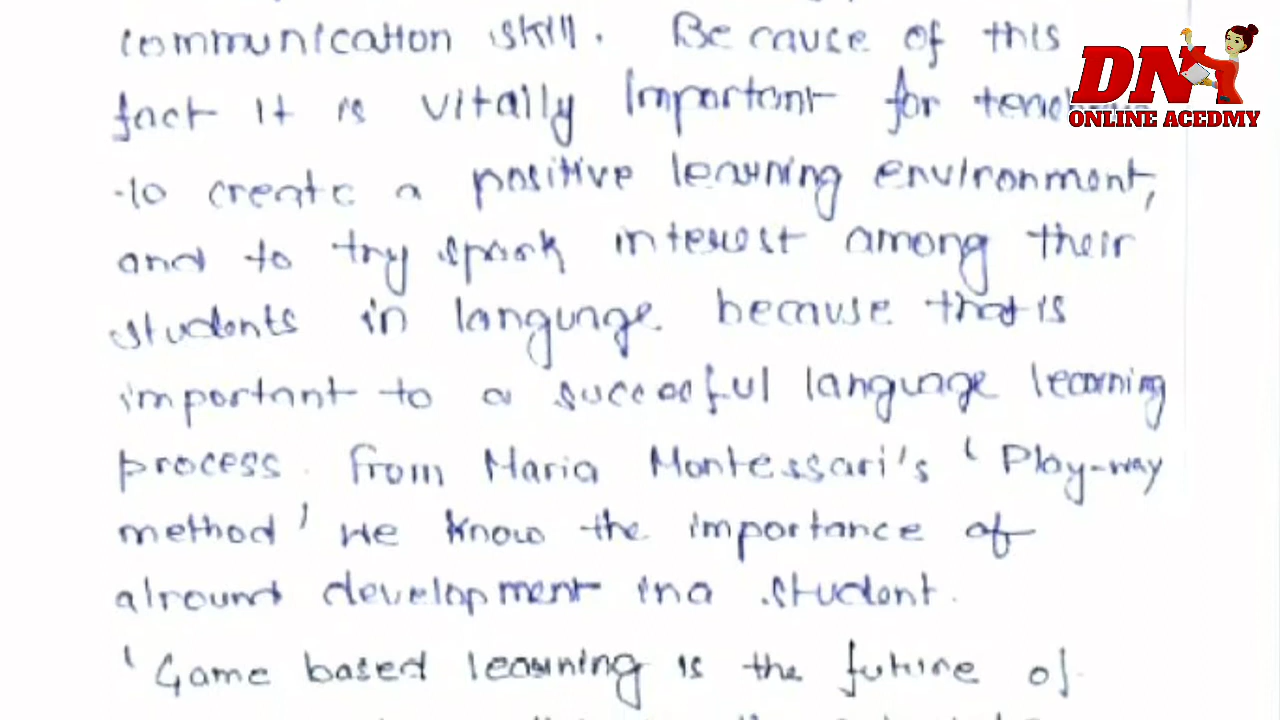 communication skill. Because of this
fact it is vitally important for
to create a positive learning environment,
and to try spark interest among their
students in language because that is
important to a succesful language learning
process. From Maria Montessari's 'Play-way
method' We know the importance of
alround development in a student.
'Game based learning is the future of
DN
ONLINE ACEDMY